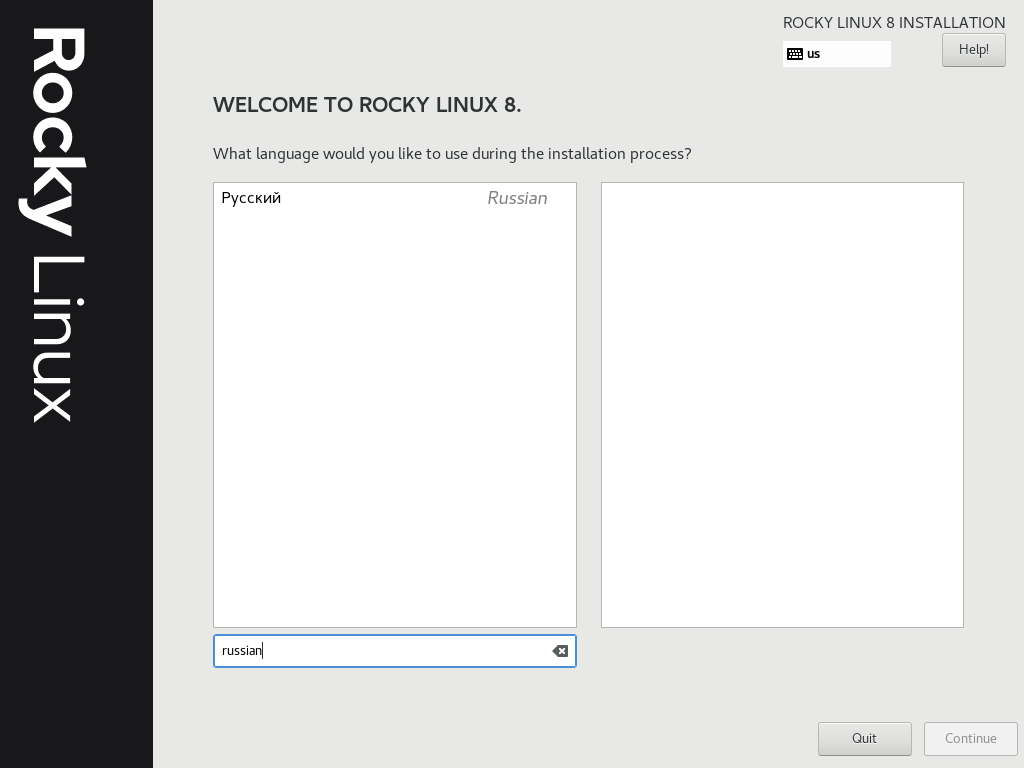 Rocky Linux
ROCKY LINUX 8 INSTALLATION
us
Help!
WELCOME TO ROCKY LINUX 8.
What language would you like to use during the installation process?
Русский Russian
russian
Quit
Continue